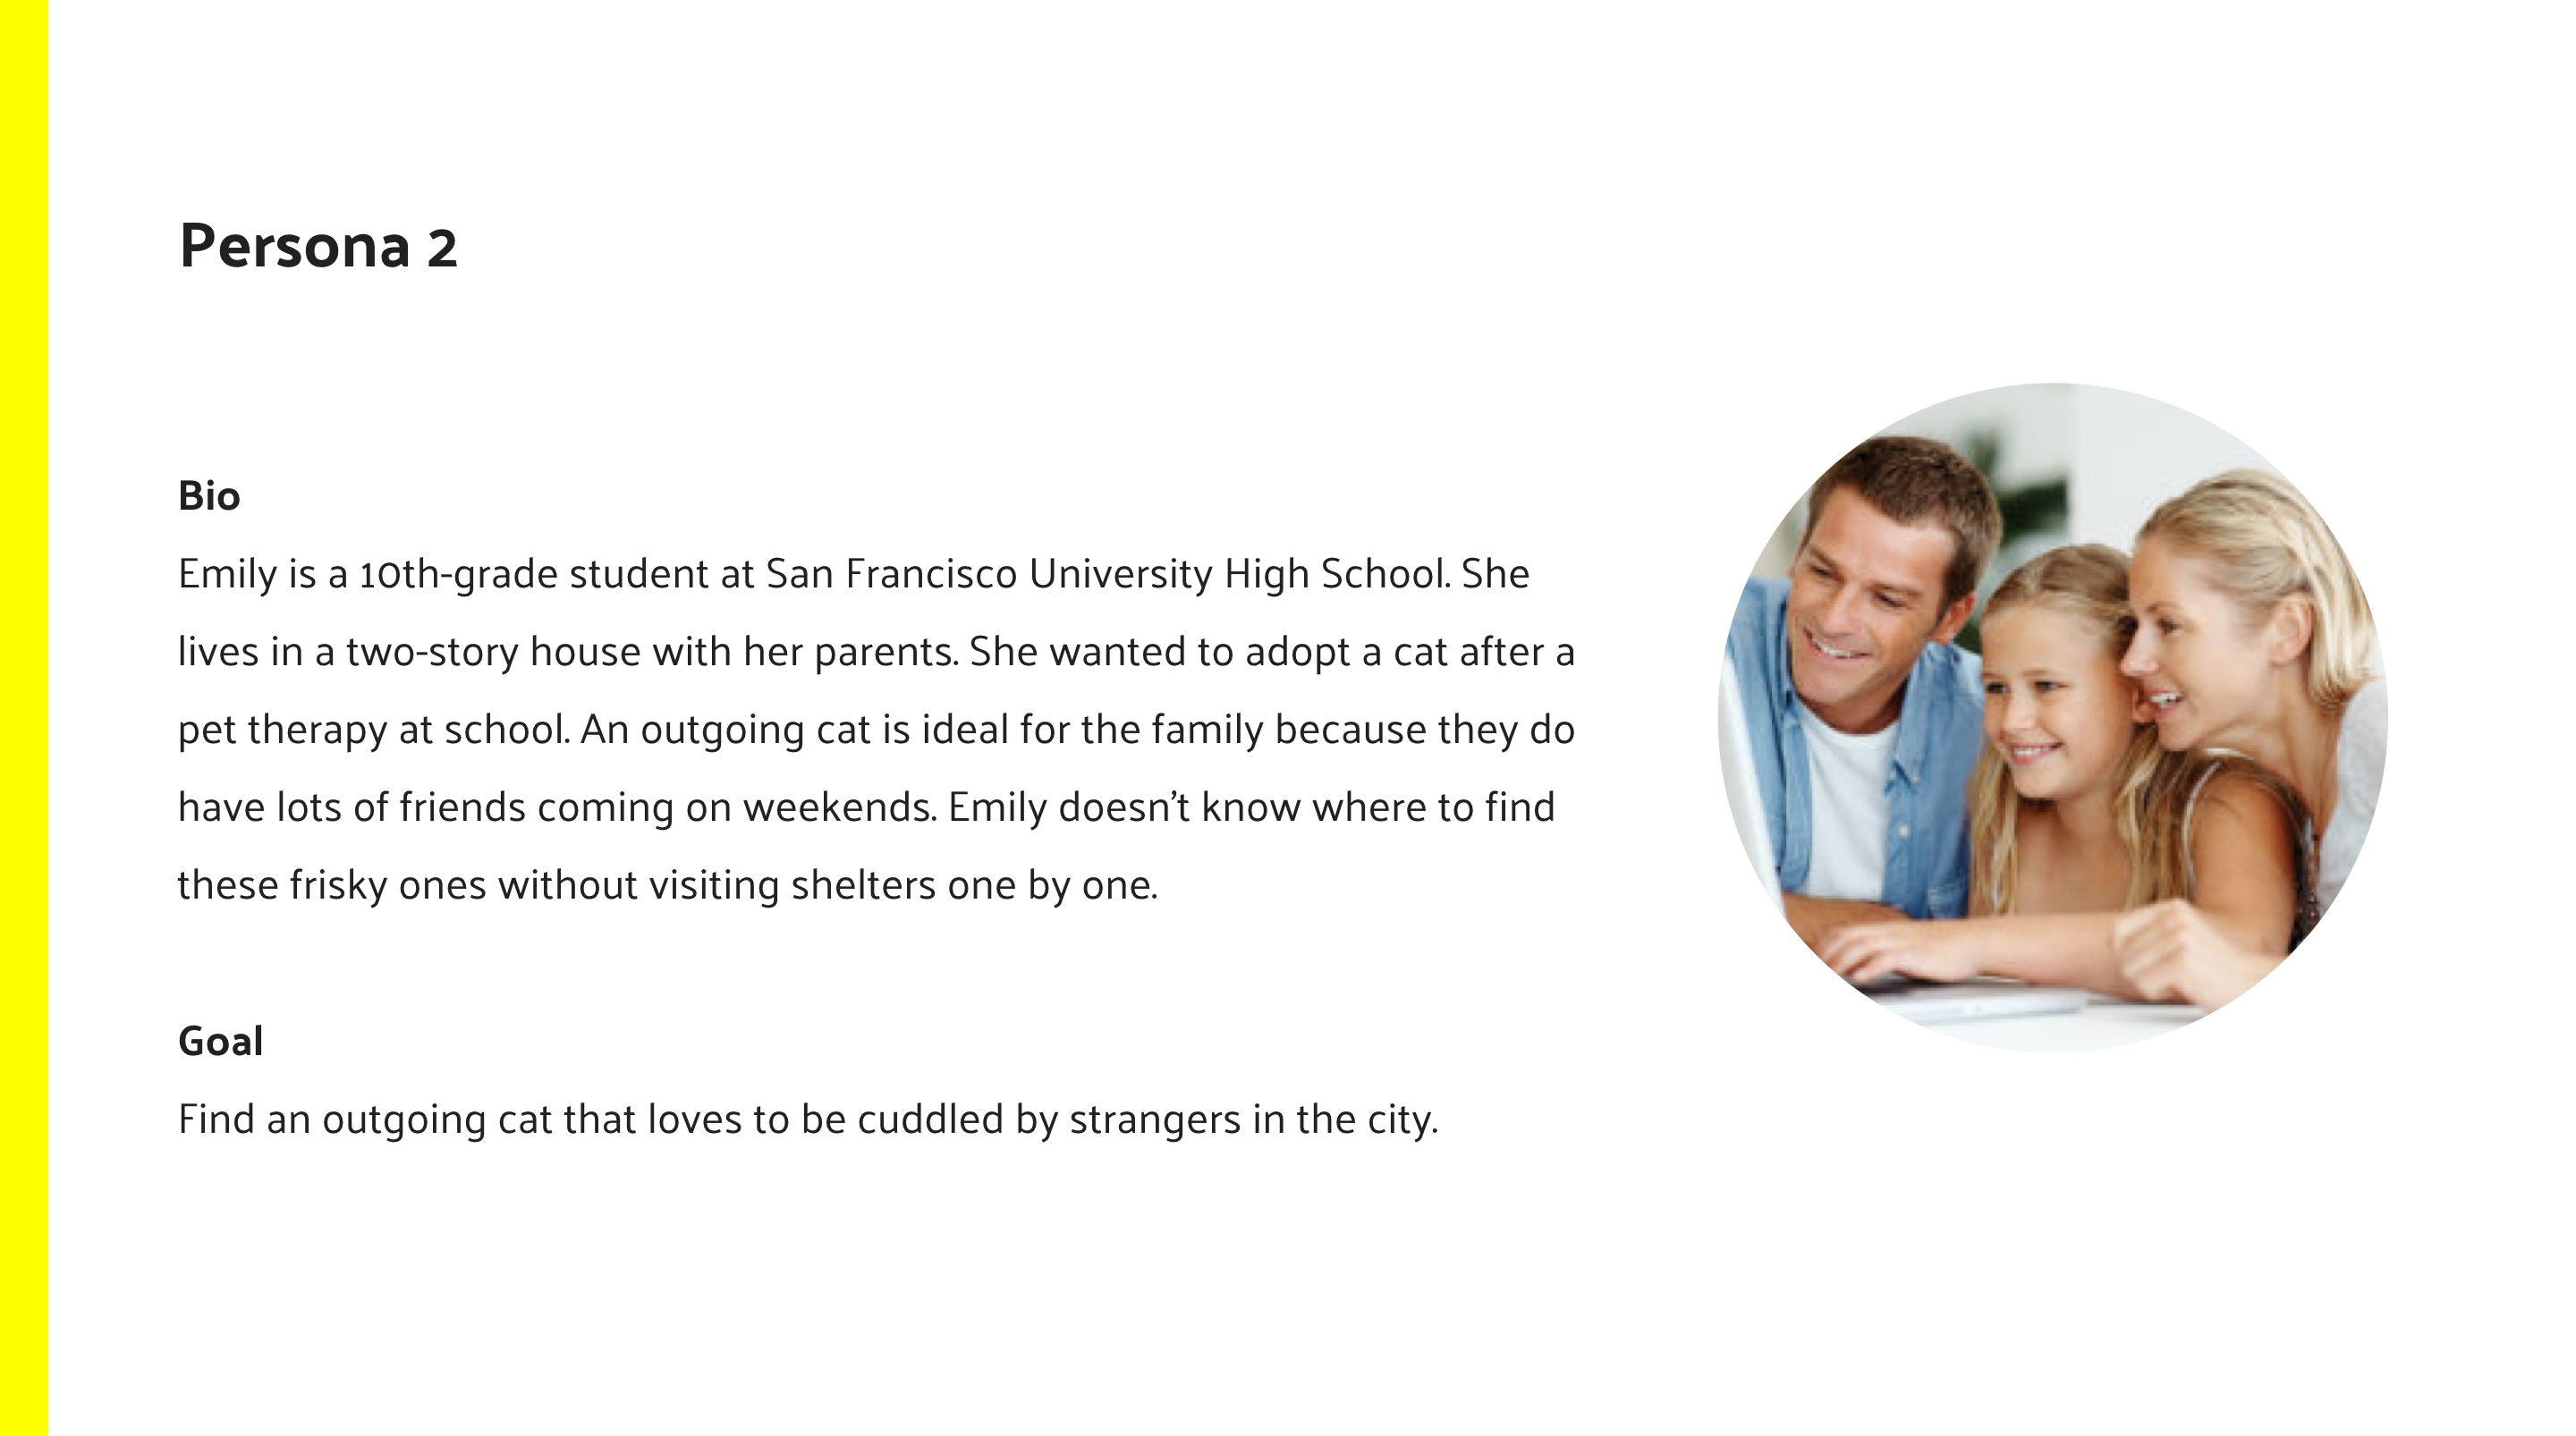 Persona 2
Bio
Emily is a 10th-grade student at San Francisco University High School. She
lives in a two-story house with her parents. She wanted to adopt a cat after a
pet therapy at school. An outgoing cat is ideal for the family because they do
have lots of friends coming on weekends. Emily doesn’t know where to find
these frisky ones without visiting shelters one by one.
Goal
Find an outgoing cat that loves to be cuddled by strangers in the city.